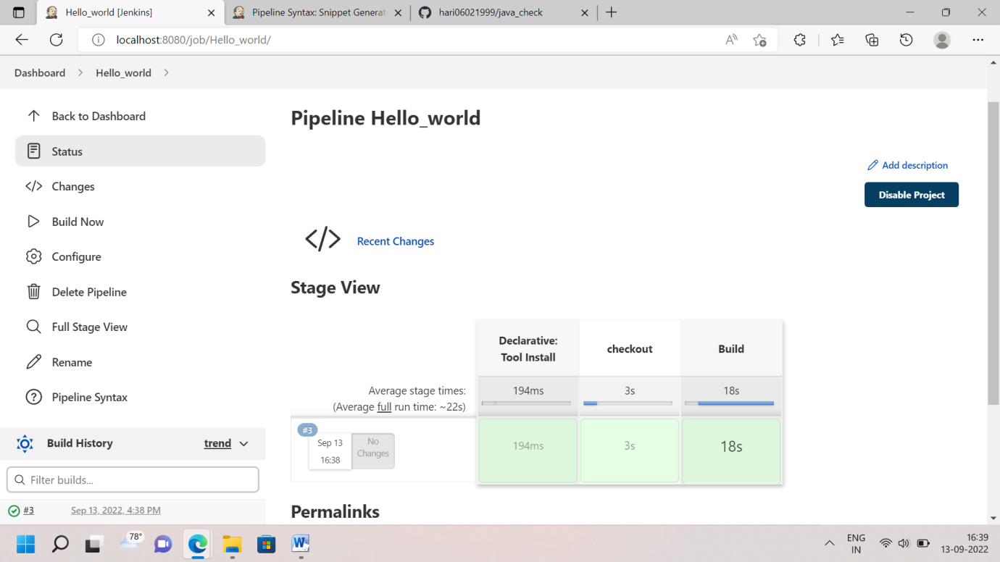 Hello_world [Jenkins]
Pipeline Syntax: Snippet Generat
hari06021999/java_check
localhost:8080/job/Hello_world/
Dashboard
Hello_world
Back to Dashboard
Status
Changes
Build Now
Configure
Delete Pipeline
Full Stage View
Rename
Pipeline Syntax
Build History
trend
Filter builds...
#3
Sep 13, 2022, 4:38 PM
Pipeline Hello_world
Add description
Disable Project
Recent Changes
Stage View
Declarative:
Tool Install
checkout
Build
Average stage times:
(Average full run time: ~22s)
194ms
3s
18s
#3
Sep 13
16:38
No
Changes
194ms
3s
18s
Permalinks
78°
ENG
IN
16:39
13-09-2022